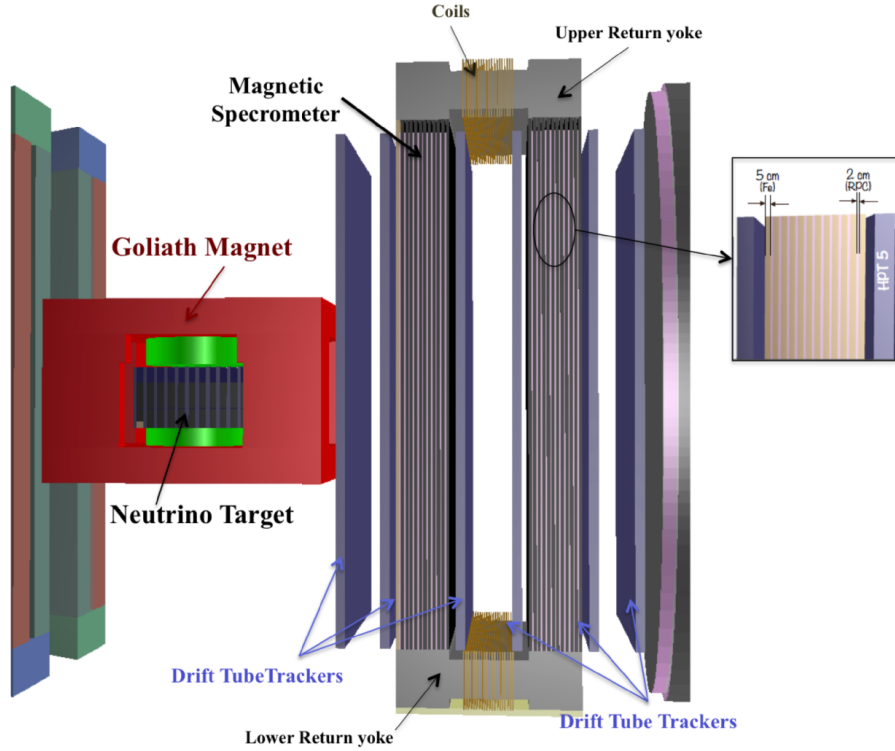 Coils
Upper Return yoke
Magnetic
Specrometer
5 cm
(Fe)
2 cm
(RPC)
HPT 5
Goliath Magnet
Neutrino Target
Drift TubeTrackers
Drift Tube Trackers
Lower Return yoke